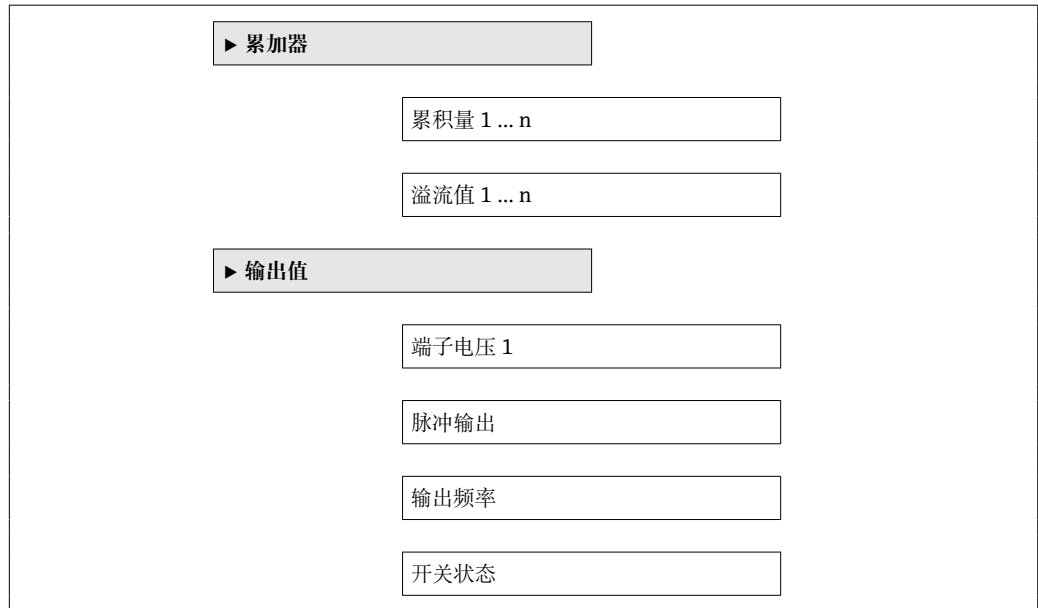 ▶ 累加器
累积量 1 ... n
溢流值 1 ... n
▶ 输出值
端子电压 1
脉冲输出
输出频率
开关状态